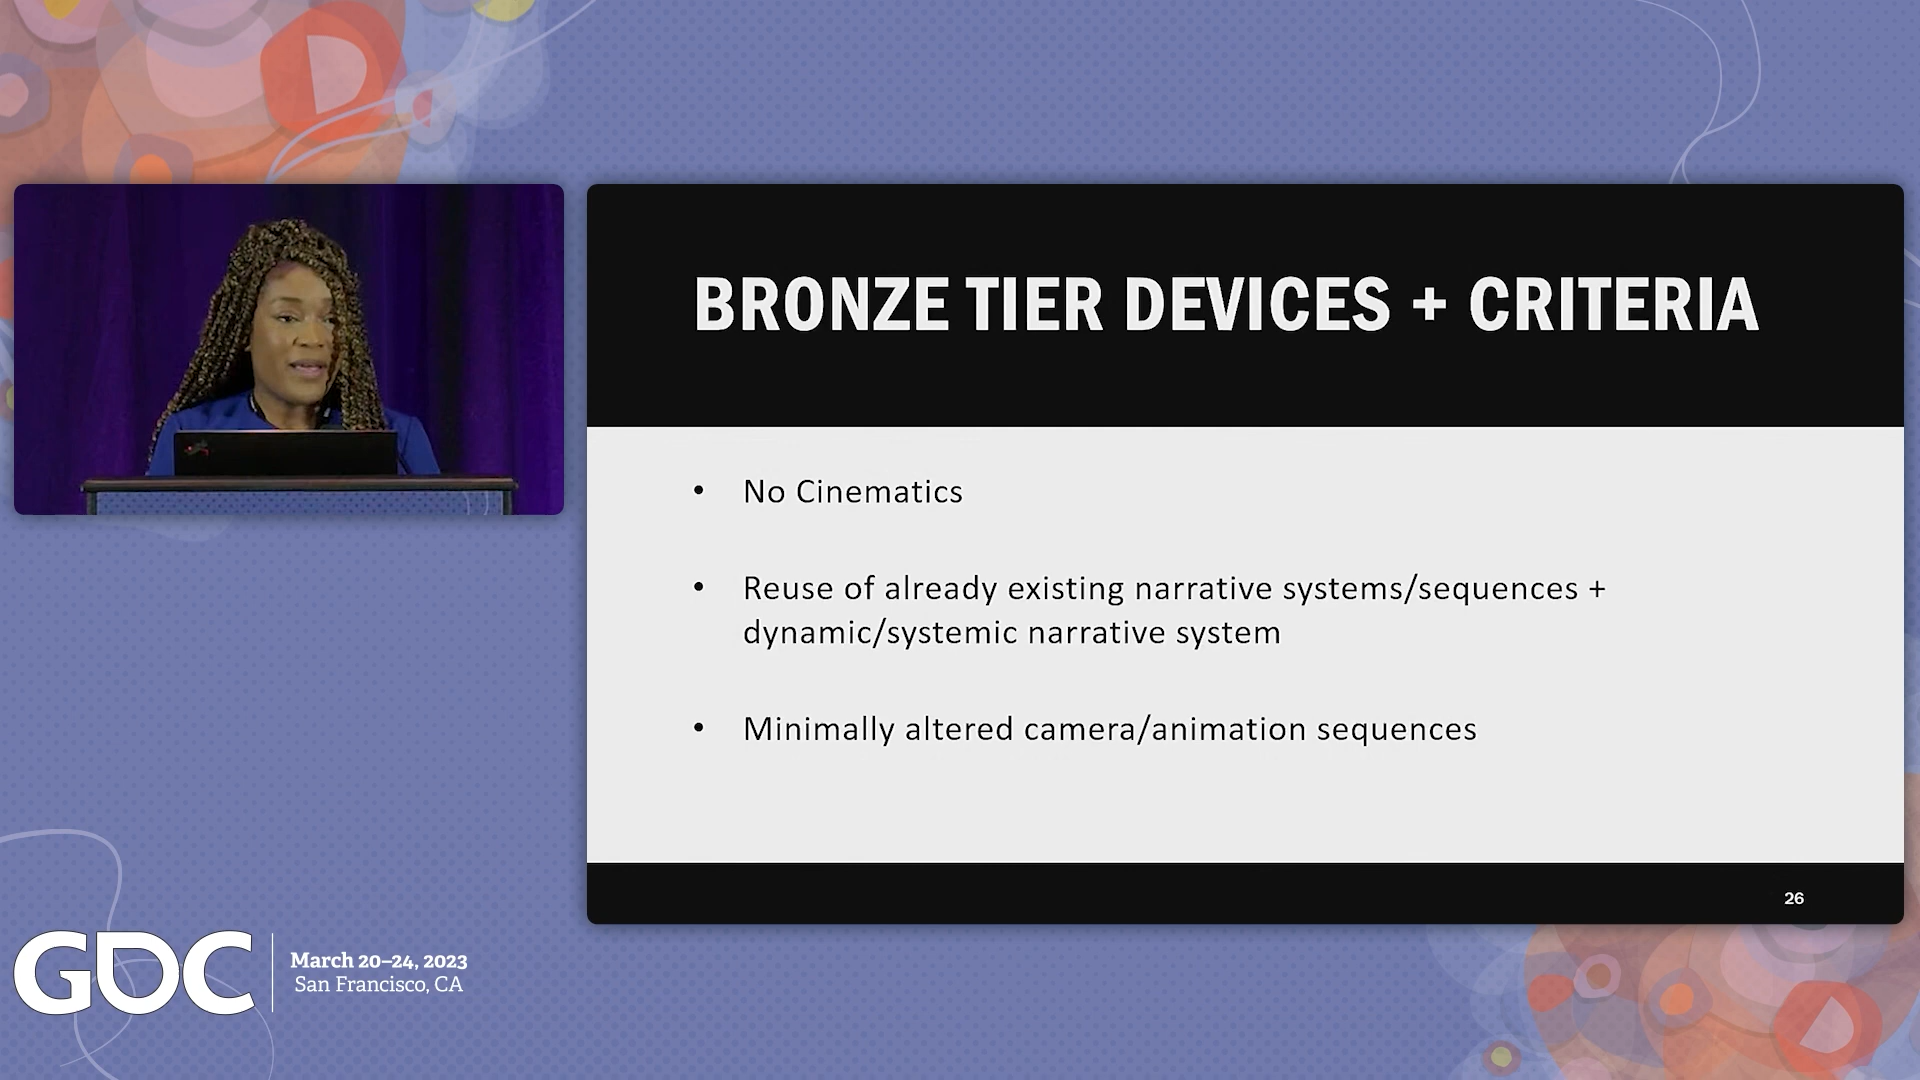 BRONZE TIER DEVICES + CRITERIA
• No Cinematics
• Reuse of already existing narrative systems/sequences +
dynamic/systemic narrative system
• Minimally altered camera/animation sequences
26
GDC
March 20–24, 2023
San Francisco, CA